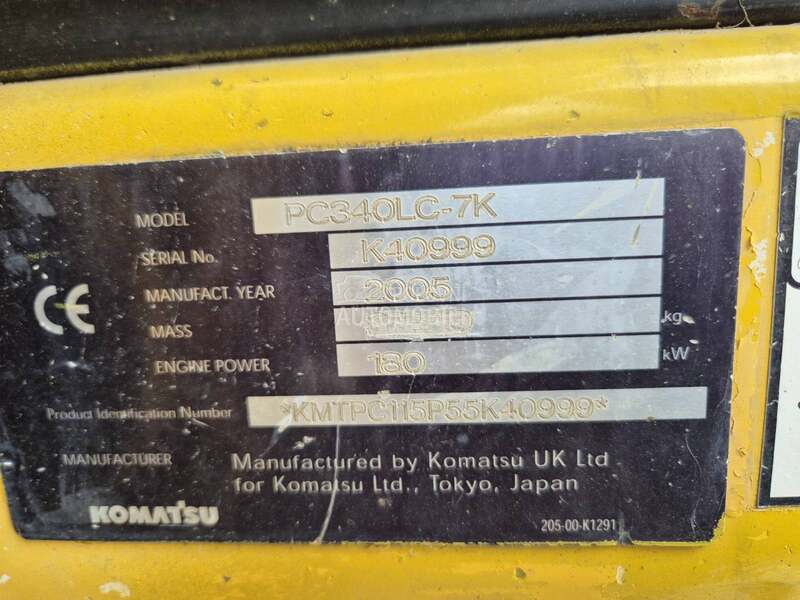 MODEL PC340LC-7K
SERIAL No. K40999
MANUFACT. YEAR 2005
CE MASS kg
ENGINE POWER 180 kW
Product Identification Number *KMTPC115P55K40999*
MANUFACTURER Manufactured by Komatsu UK Ltd
for Komatsu Ltd., Tokyo, Japan
KOMATSU 205-00-K1291